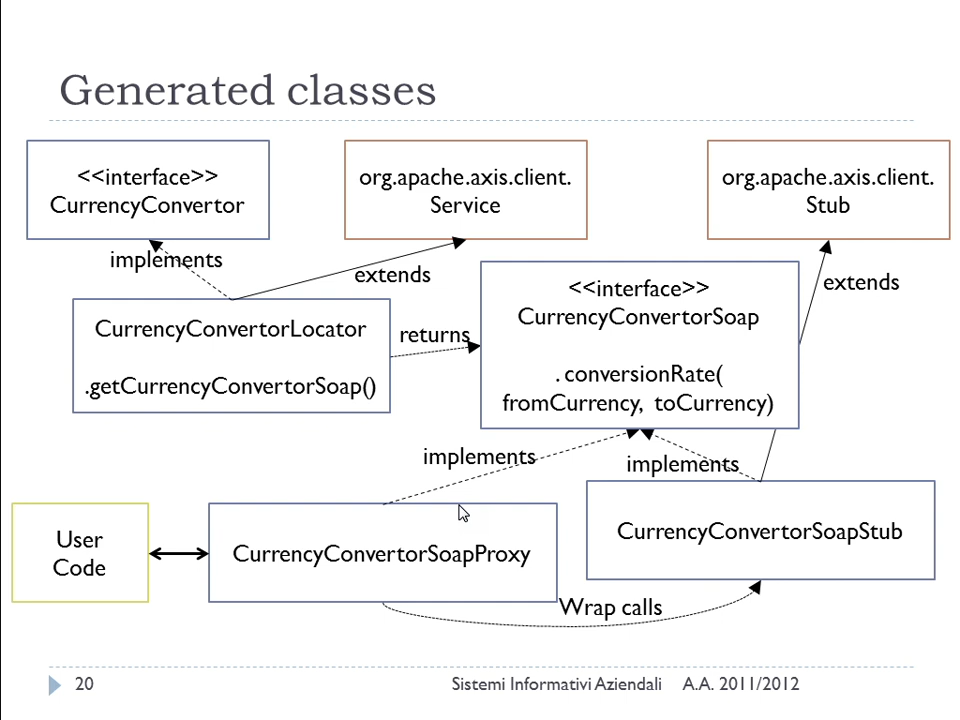 Generated classes
<<interface>>
CurrencyConvertor
org.apache.axis.client.
Service
org.apache.axis.client.
Stub
implements
extends
extends
<<interface>>
CurrencyConvertorSoap
.conversionRate(
fromCurrency, toCurrency)
CurrencyConvertorLocator
.getCurrencyConvertorSoap()
returns
implements
implements
User
Code
CurrencyConvertorSoapProxy
CurrencyConvertorSoapStub
Wrap calls
20
Sistemi Informativi Aziendali A.A. 2011/2012